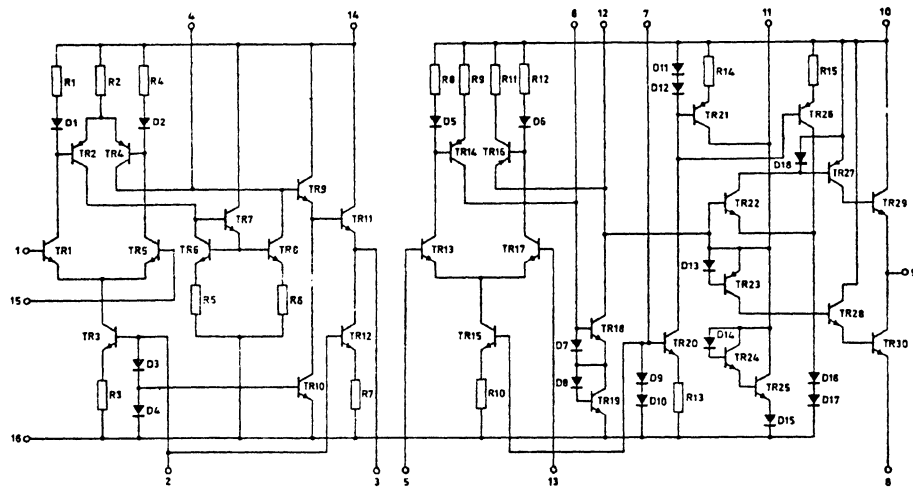 4 14 6 12 7 11 10
R1 R2 R4 R8 R9 R11 R12 D11 R14 R15
D12
D1 D2 D5 D6 TR21 TR26
TR2 TR4 TR14 TR16
D18 TR27
TR9
TR7 TR11 TR22 TR29
1 TR1 TR5 TR6 TR8 TR13 TR17
D13 9
15 R5 R6 TR23
TR28
TR3 TR12 TR15 TR18 TR20 TR30
D3 D7 D14
TR24
D8 D9 D16
R3 D4 TR10 R7 R10 TR19 D10 R13 TR25 D17
D15
16
2 3 5 13 8